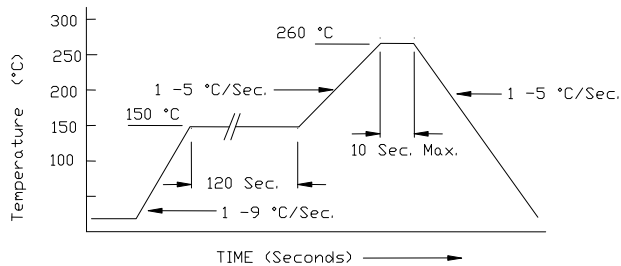 300
260 °C
250
200
1 -5 °C/Sec.
1 -5 °C/Sec.
150 °C
150
10 Sec. Max.
100
120 Sec.
1 -9 °C/Sec.
Temperature (°C)
TIME (Seconds)